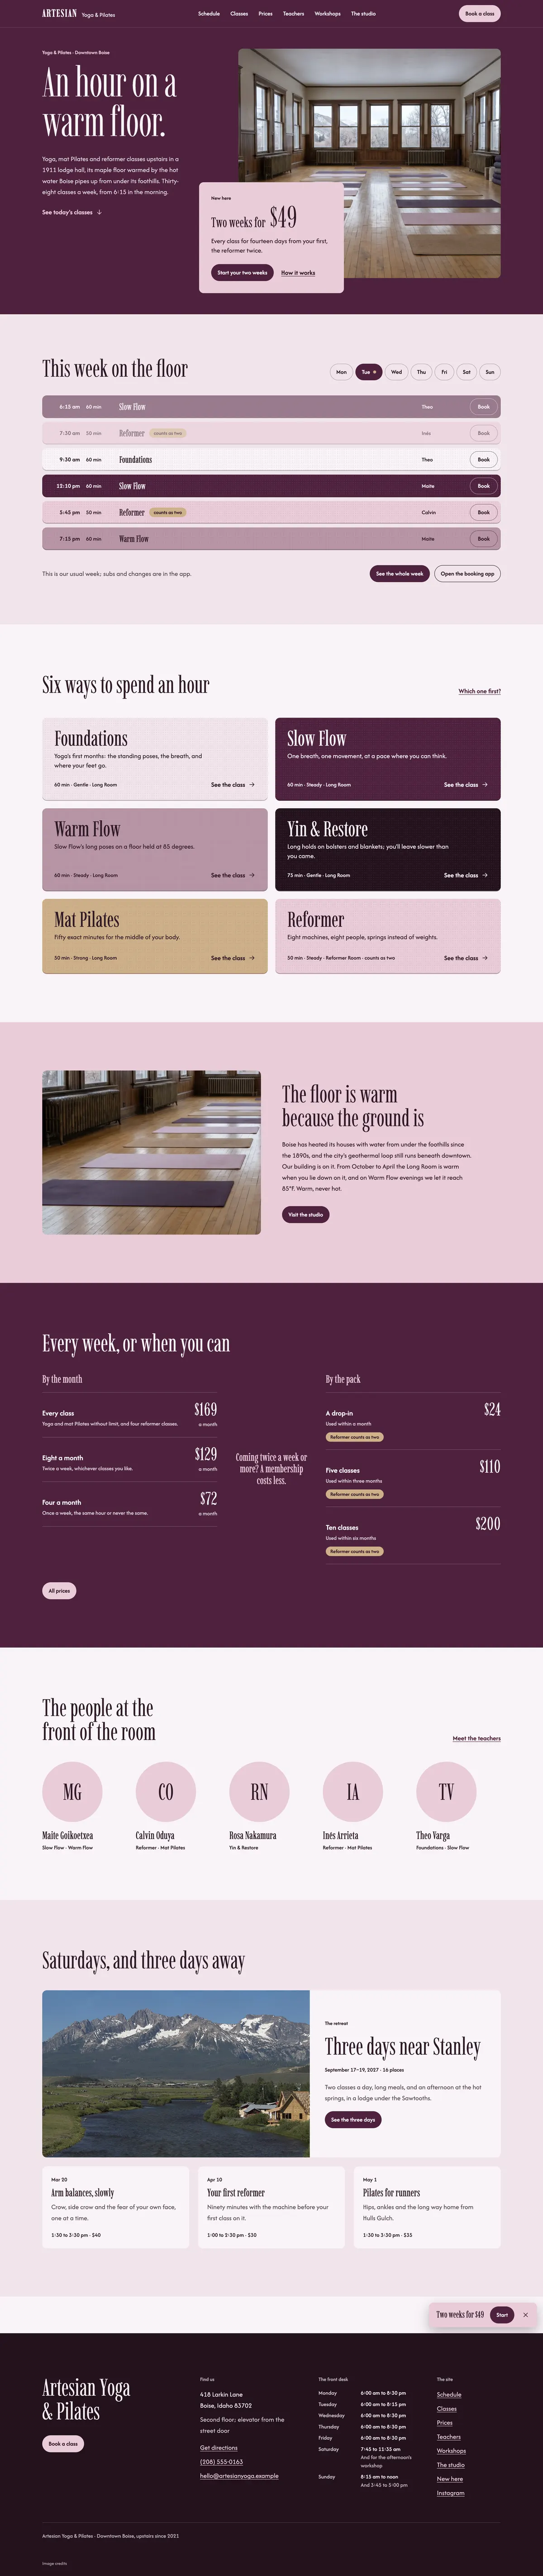 ARTESIAN Yoga & Pilates
Schedule Classes Prices Teachers Workshops The studio
Book a class
Yoga & Pilates · Downtown Boise
An hour on a
warm floor.
Yoga, mat Pilates and reformer classes upstairs in a
1911 lodge hall, its maple floor warmed by the hot
water Boise pipes up from under its foothills. Thirty-
eight classes a week, from 6:15 in the morning.
See today's classes ↓
New here
Two weeks for $49
Every class for fourteen days from your first,
the reformer twice.
Start your two weeks
How it works
This week on the floor
Mon Tue Wed Thu Fri Sat Sun
6:15 am 60 min Slow Flow Theo Book
7:30 am 50 min Reformer counts as two Inés Book
9:30 am 60 min Foundations Theo Book
12:10 pm 60 min Slow Flow Maite Book
5:45 pm 50 min Reformer counts as two Calvin Book
7:15 pm 60 min Warm Flow Maite Book
This is our usual week; subs and changes are in the app.
See the whole week
Open the booking app
Six ways to spend an hour
Which one first?
Foundations
Yoga's first months: the standing poses, the breath, and
where your feet go.
60 min · Gentle · Long Room
See the class →
Slow Flow
One breath, one movement, at a pace where you can think.
60 min · Steady · Long Room
See the class →
Warm Flow
Slow Flow's long poses on a floor held at 85 degrees.
60 min · Steady · Long Room
See the class →
Yin & Restore
Long holds on bolsters and blankets; you'll leave slower than
you came.
75 min · Gentle · Long Room
See the class →
Mat Pilates
Fifty exact minutes for the middle of your body.
50 min · Strong · Long Room
See the class →
Reformer
Eight machines, eight people, springs instead of weights.
50 min · Steady · Reformer Room · counts as two
See the class →
The floor is warm
because the ground is
Boise has heated its houses with water from under the foothills since
the 1890s, and the city's geothermal loop still runs beneath downtown.
Our building is on it. From October to April the Long Room is warm
when you lie down on it, and on Warm Flow evenings we let it reach
85°F. Warm, never hot.
Visit the studio
Every week, or when you can
By the month
Every class
Yoga and mat Pilates without limit, and four reformer classes.
$169
a month
Eight a month
Twice a week, whichever classes you like.
$129
a month
Four a month
Once a week, the same hour or never the same.
$72
a month
Coming twice a week or
more? A membership
costs less.
By the pack
A drop-in
Used within a month
Reformer counts as two
$24
Five classes
Used within three months
Reformer counts as two
$110
Ten classes
Used within six months
Reformer counts as two
$200
All prices
The people at the
front of the room
Meet the teachers
MG
Maite Goikoetxea
Slow Flow · Warm Flow
CO
Calvin Oduya
Reformer · Mat Pilates
RN
Rosa Nakamura
Yin & Restore
IA
Inés Arrieta
Reformer · Mat Pilates
TV
Theo Varga
Foundations · Slow Flow
Saturdays, and three days away
The retreat
Three days near Stanley
September 17–19, 2027 · 16 places
Two classes a day, long meals, and an afternoon at the hot
springs, in a lodge under the Sawtooths.
See the three days
Mar 20
Arm balances, slowly
Crow, side crow and the fear of your own face,
one at a time.
1:30 to 3:30 pm · $40
Apr 10
Your first reformer
Ninety minutes with the machine before your
first class on it.
1:00 to 2:30 pm · $30
May 1
Pilates for runners
Hips, ankles and the long way home from
Hulls Gulch.
1:30 to 3:30 pm · $35
Two weeks for $49
Start
Artesian Yoga
& Pilates
Book a class
Find us
418 Larkin Lane
Boise, Idaho 83702
Second floor; elevator from the
street door
Get directions
(208) 555-0163
hello@artesianyoga.example
The front desk
Monday 6:00 am to 8:30 pm
Tuesday 6:00 am to 8:15 pm
Wednesday 6:00 am to 8:30 pm
Thursday 6:00 am to 8:30 pm
Friday 6:00 am to 8:30 pm
Saturday 7:45 to 11:35 am
And for the afternoon's
workshop
Sunday 8:15 am to noon
And 3:45 to 5:00 pm
The site
Schedule
Classes
Prices
Teachers
Workshops
The studio
New here
Instagram
Artesian Yoga & Pilates · Downtown Boise, upstairs since 2021
Image credits